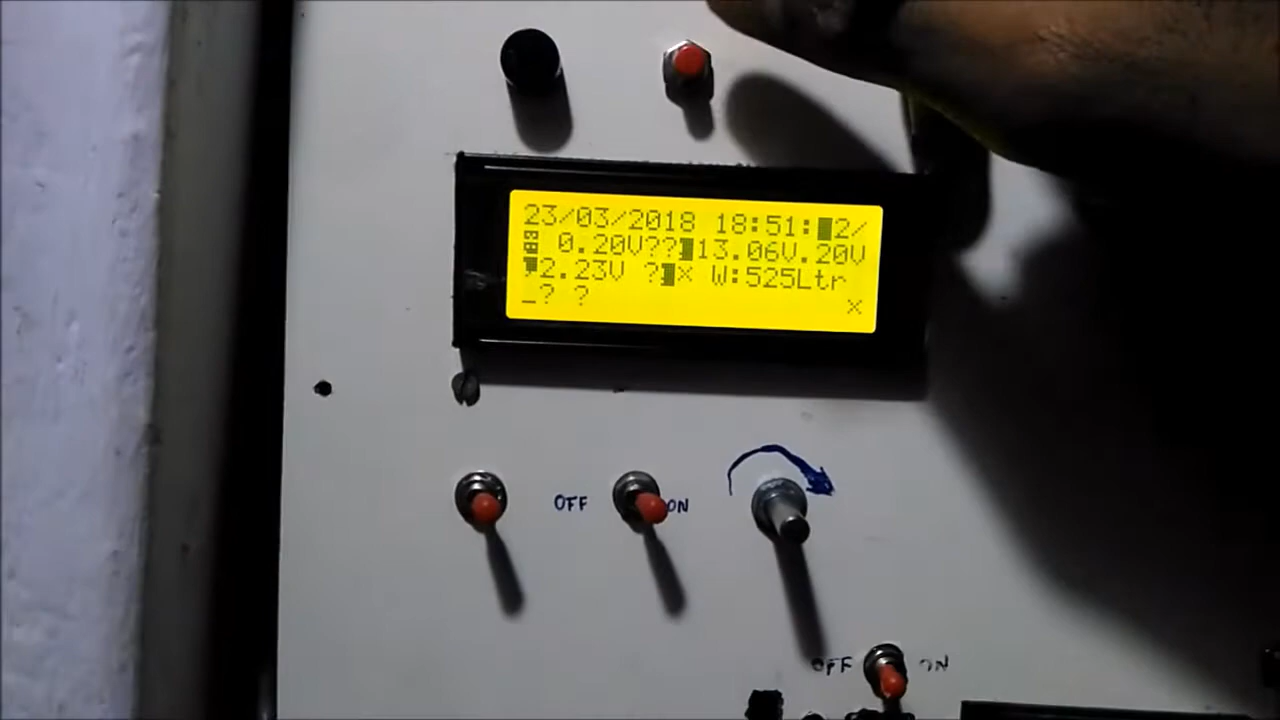 23/03/2018 18:51:█2/
0.20V??13.06V.20V
2.23V ? × W:525Ltr
_? ? ×
OFF ON
OFF ON